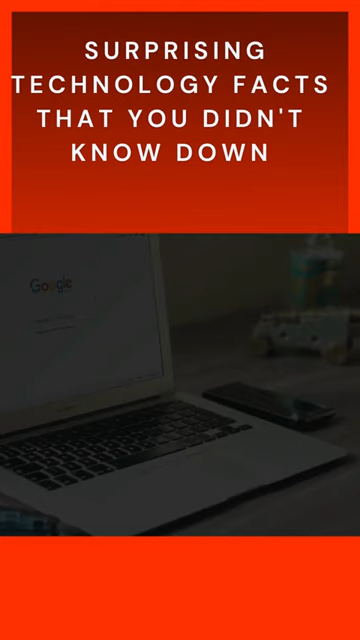 SURPRISING
TECHNOLOGY FACTS
THAT YOU DIDN'T
KNOW DOWN
Google